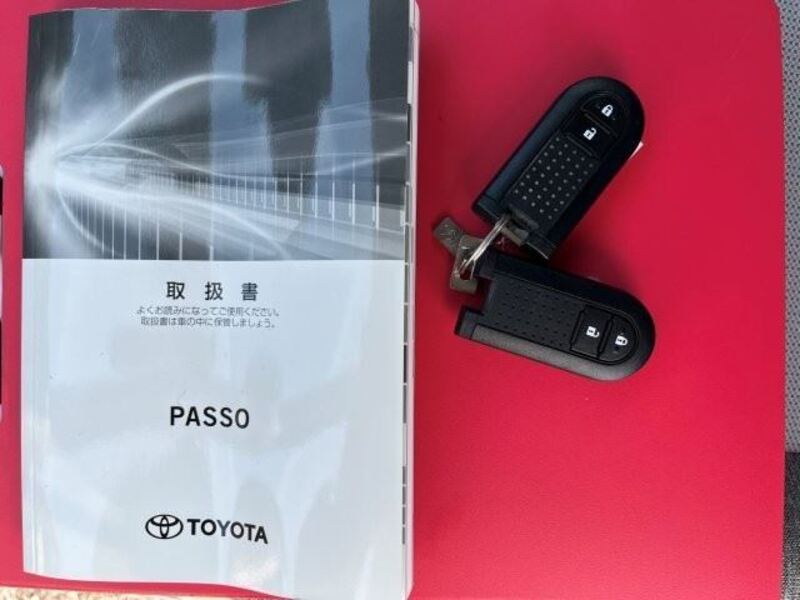 取扱書
よくお読みになってご使用ください。
取扱書は車の中に保管しましょう。
PASSO
TOYOTA